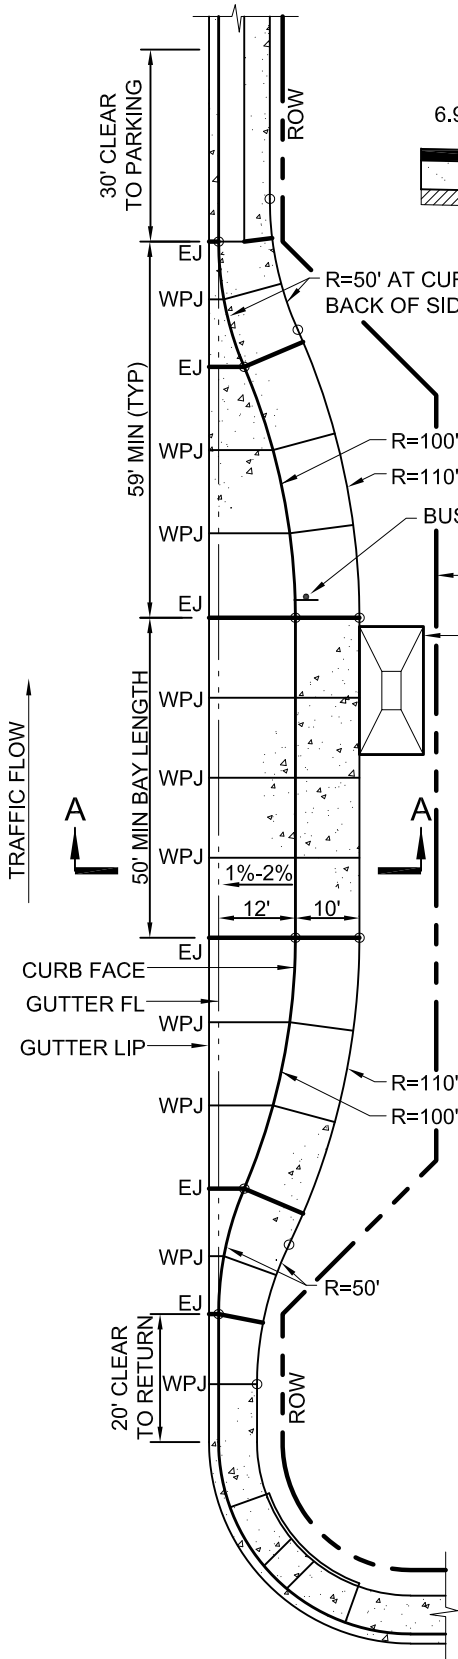 30' CLEAR
TO PARKING
ROW
6.9
EJ
WPJ
R=50' AT CUR
BACK OF SID
EJ
59' MIN (TYP)
WPJ
R=100'
R=110'
BUS
WPJ
EJ
WPJ
TRAFFIC FLOW
50' MIN BAY LENGTH
WPJ
A
A
WPJ
1%-2%
12'
10'
EJ
CURB FACE
GUTTER FL
WPJ
GUTTER LIP
R=110'
WPJ
R=100'
EJ
WPJ
R=50'
EJ
20' CLEAR
TO RETURN
WPJ
ROW